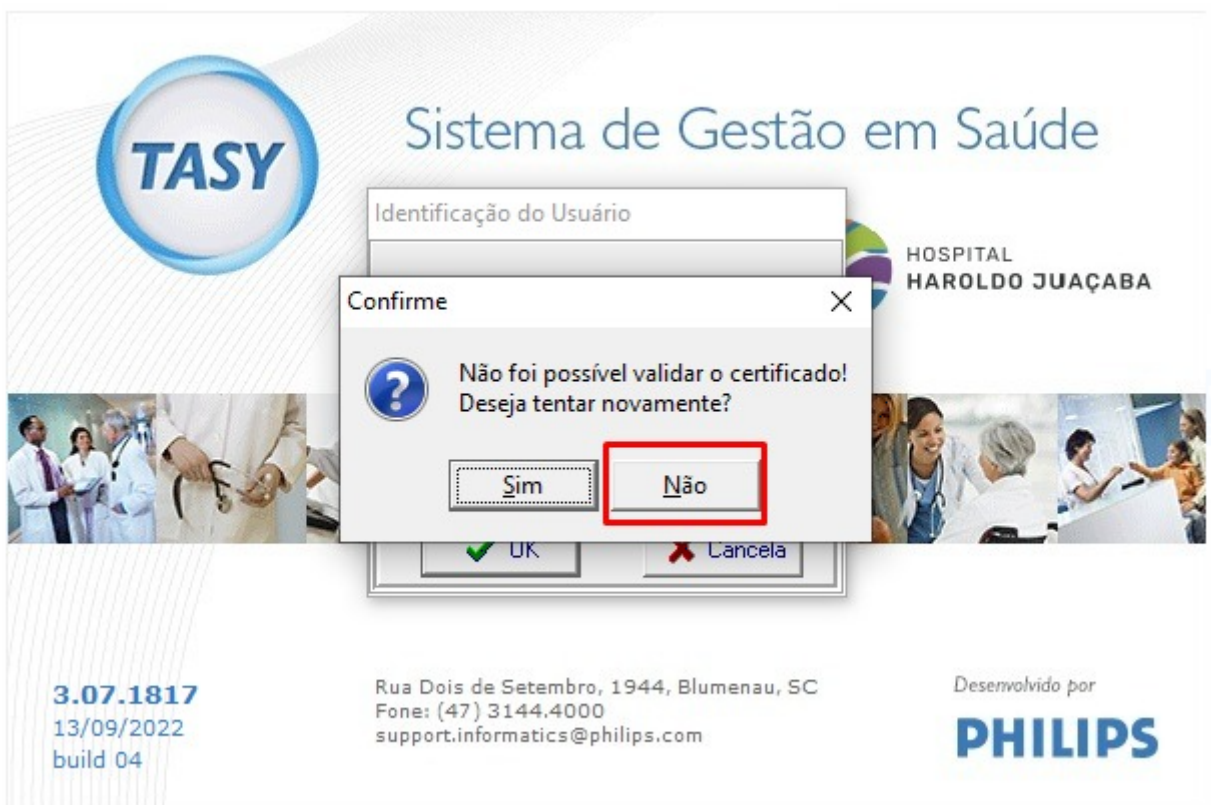 TASY
Sistema de Gestão em Saúde
Identificação do Usuário
HOSPITAL
HAROLDO JUAÇABA
Confirme
Não foi possível validar o certificado!
Deseja tentar novamente?
Sim
Não
OK
Cancela
3.07.1817
13/09/2022
build 04
Rua Dois de Setembro, 1944, Blumenau, SC
Fone: (47) 3144.4000
support.informatics@philips.com
Desenvolvido por
PHILIPS